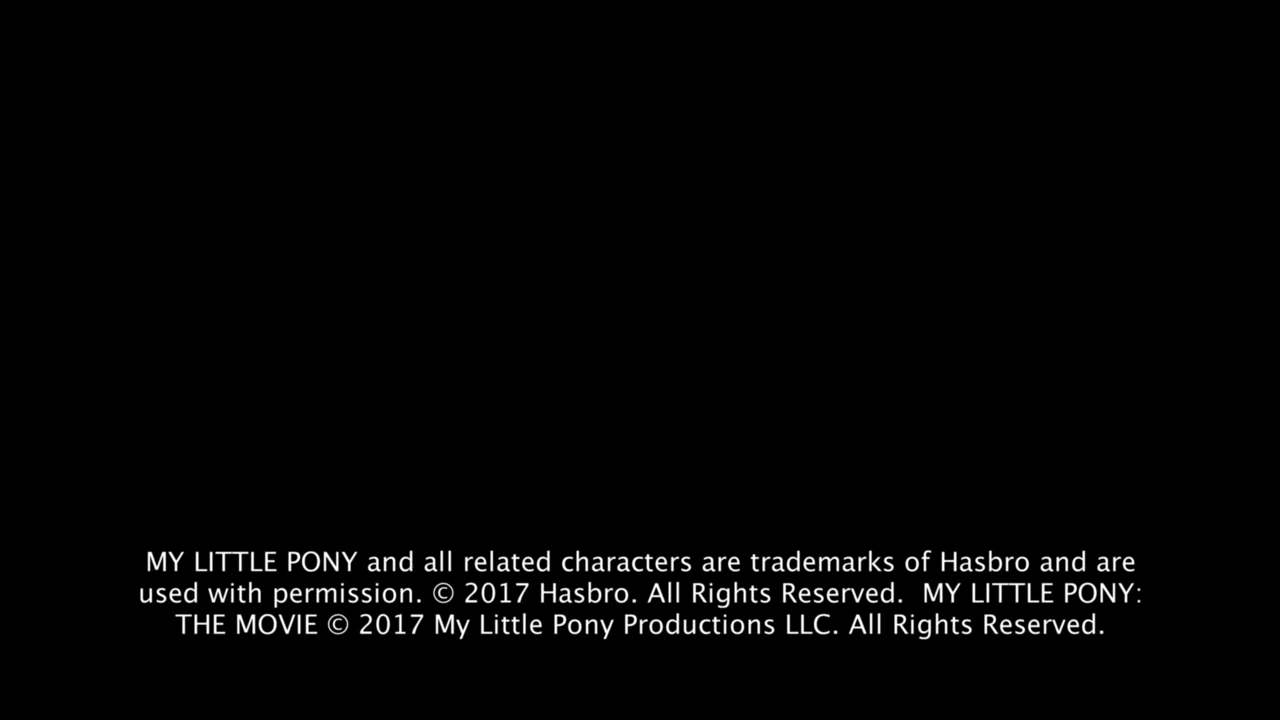 MY LITTLE PONY and all related characters are trademarks of Hasbro and are
used with permission. © 2017 Hasbro. All Rights Reserved.  MY LITTLE PONY:
THE MOVIE © 2017 My Little Pony Productions LLC. All Rights Reserved.